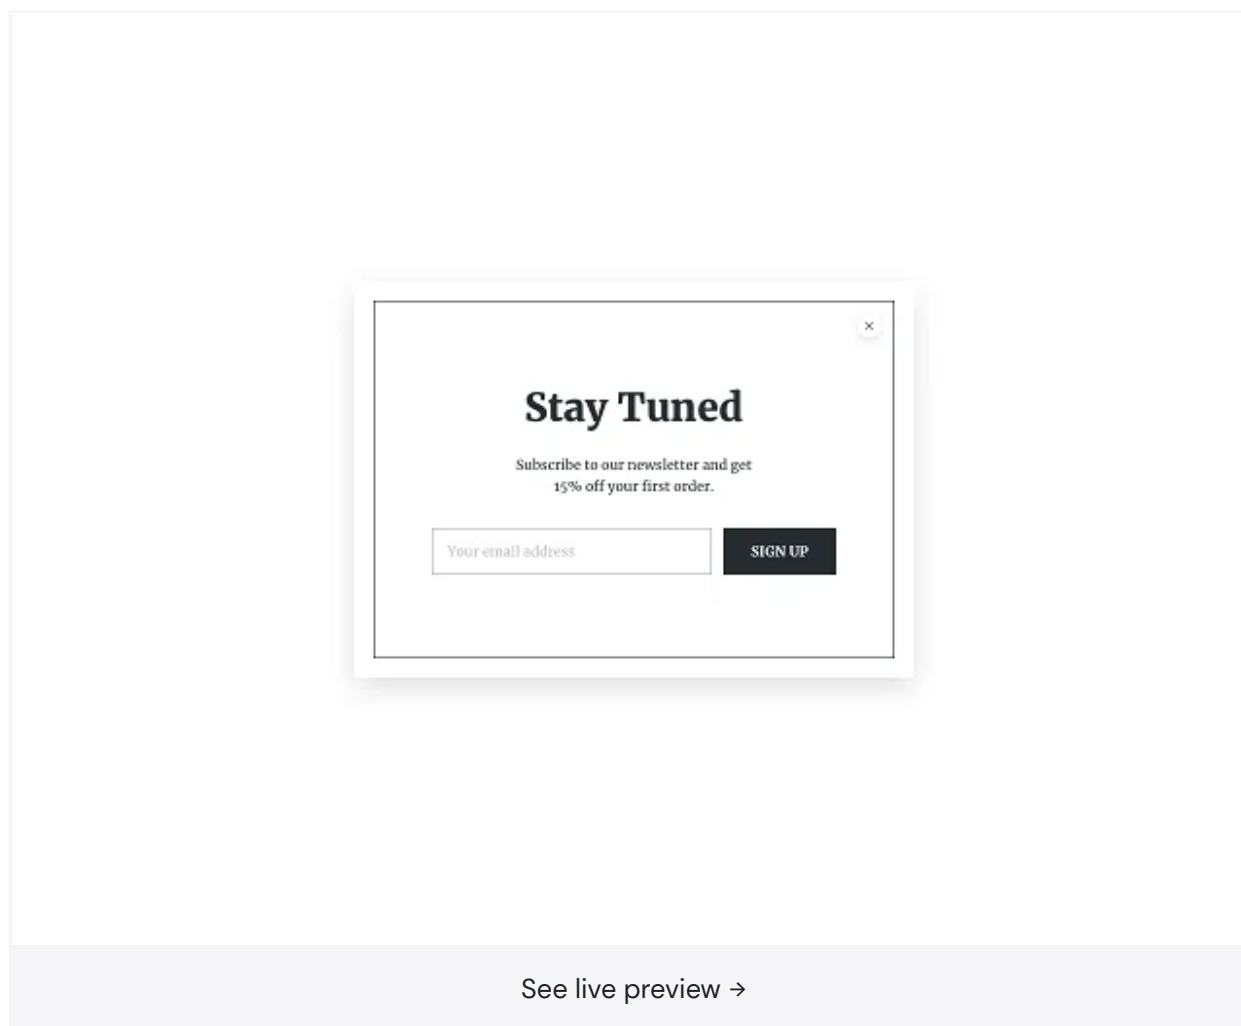 Stay Tuned
Subscribe to our newsletter and get
15% off your first order.
Your email address
SIGN UP
See live preview →